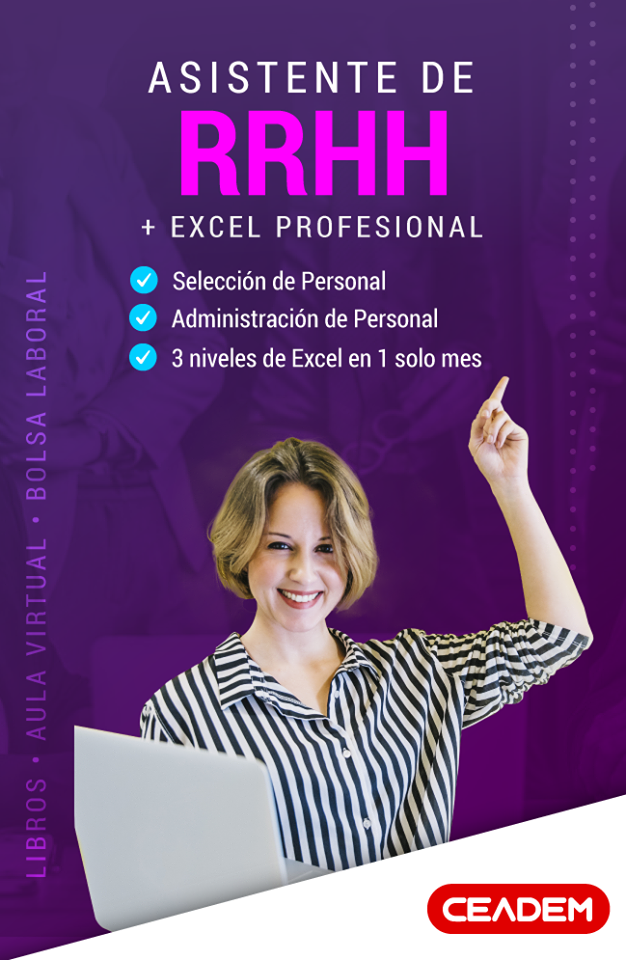 ASISTENTE DE
RRHH
+ EXCEL PROFESIONAL
Selección de Personal
Administración de Personal
3 niveles de Excel en 1 solo mes
LIBROS • AULA VIRTUAL • BOLSA LABORAL
CEADEM